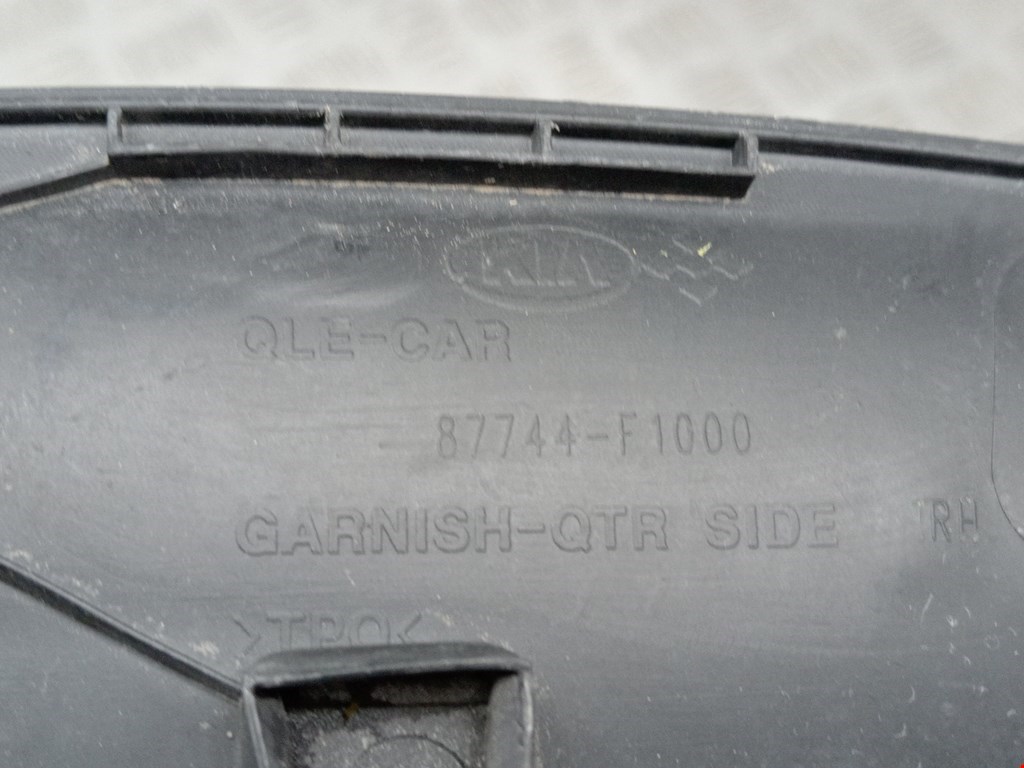 KIA
QLE-CAR
87744-F1000
GARNISH-QTR SIDE RH
>TPO<